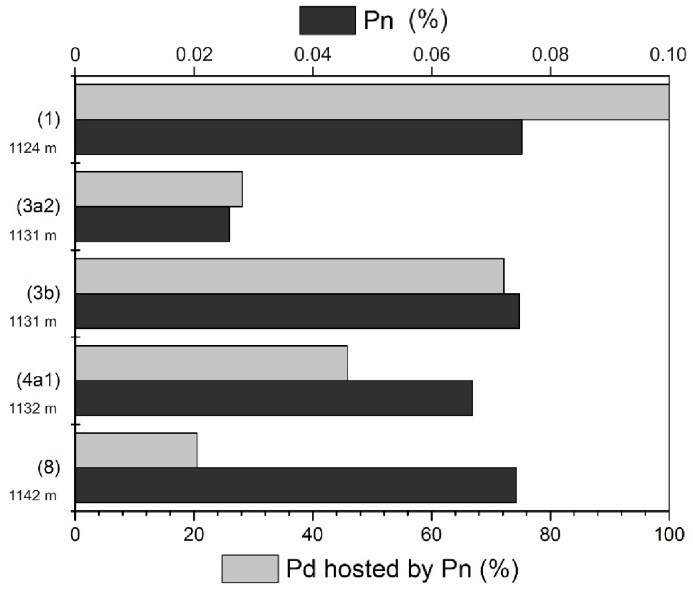 Pn (%)
0 0.02 0.04 0.06 0.08 0.10
(1)
1124 m
(3a2)
1131 m
(3b)
1131 m
(4a1)
1132 m
(8)
1142 m
0 20 40 60 80 100
Pd hosted by Pn (%)